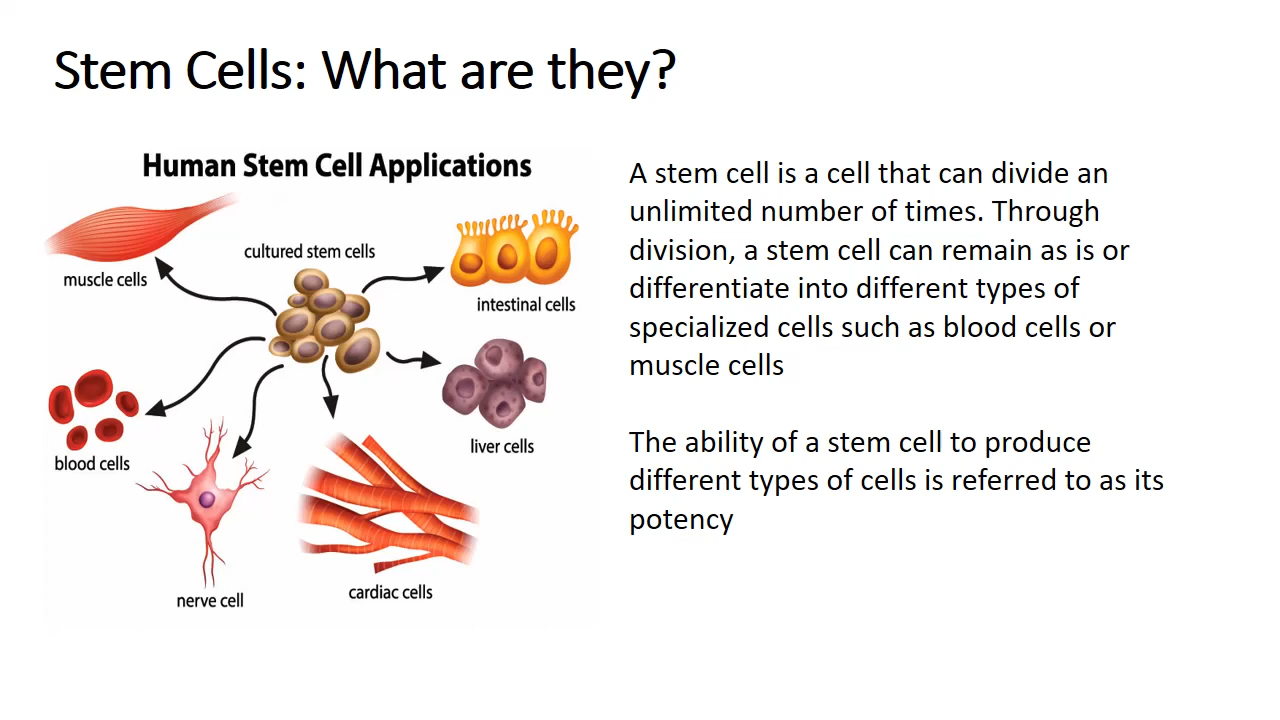 Stem Cells: What are they?
Human Stem Cell Applications
muscle cells
cultured stem cells
intestinal cells
blood cells
liver cells
nerve cell
cardiac cells
A stem cell is a cell that can divide an
unlimited number of times. Through
division, a stem cell can remain as is or
differentiate into different types of
specialized cells such as blood cells or
muscle cells
The ability of a stem cell to produce
different types of cells is referred to as its
potency